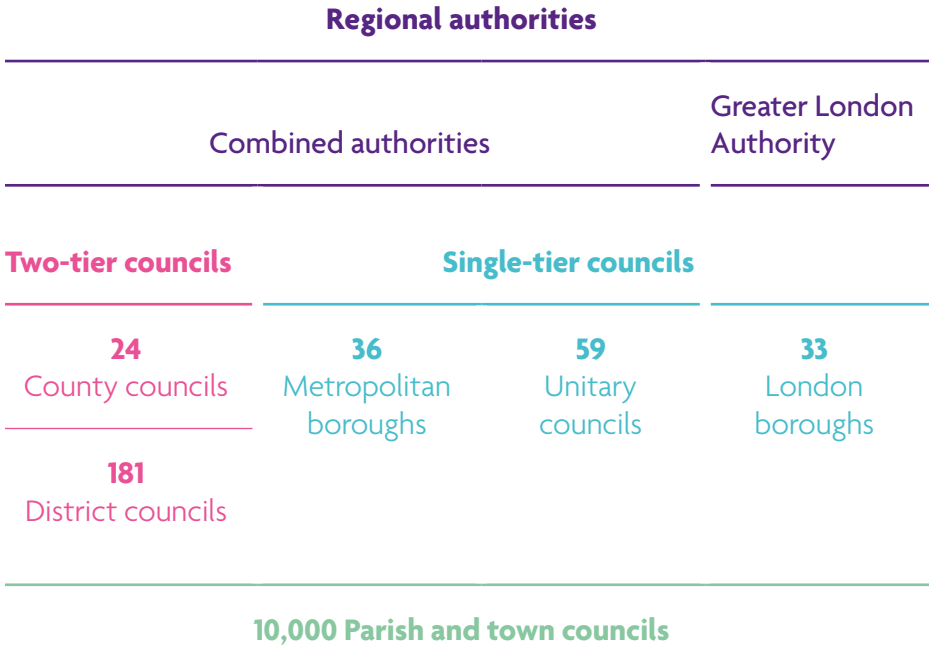 Regional authorities
Combined authorities
Greater London
Authority
Two-tier councils
Single-tier councils
24
County councils
181
District councils
36
Metropolitan
boroughs
59
Unitary
councils
33
London
boroughs
10,000 Parish and town councils